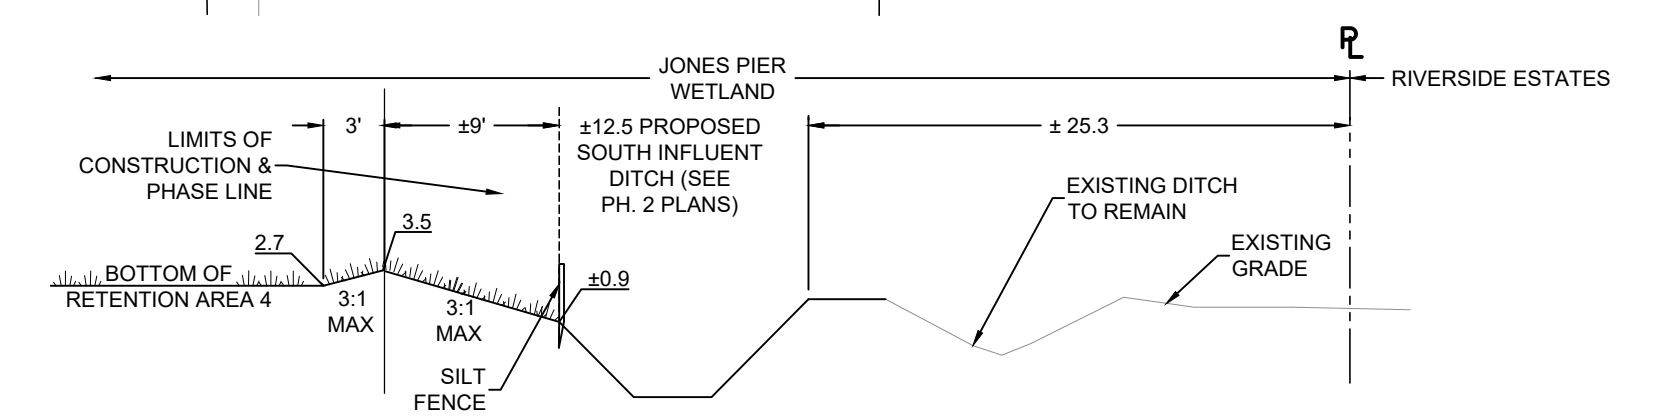 PL
JONES PIER
WETLAND
RIVERSIDE ESTATES
3'
±9'
±12.5 PROPOSED
SOUTH INFLUENT
DITCH (SEE
PH. 2 PLANS)
± 25.3
LIMITS OF
CONSTRUCTION &
PHASE LINE
EXISTING DITCH
TO REMAIN
3.5
2.7
EXISTING
GRADE
BOTTOM OF
RETENTION AREA 4
±0.9
3:1
MAX
3:1
MAX
SILT
FENCE